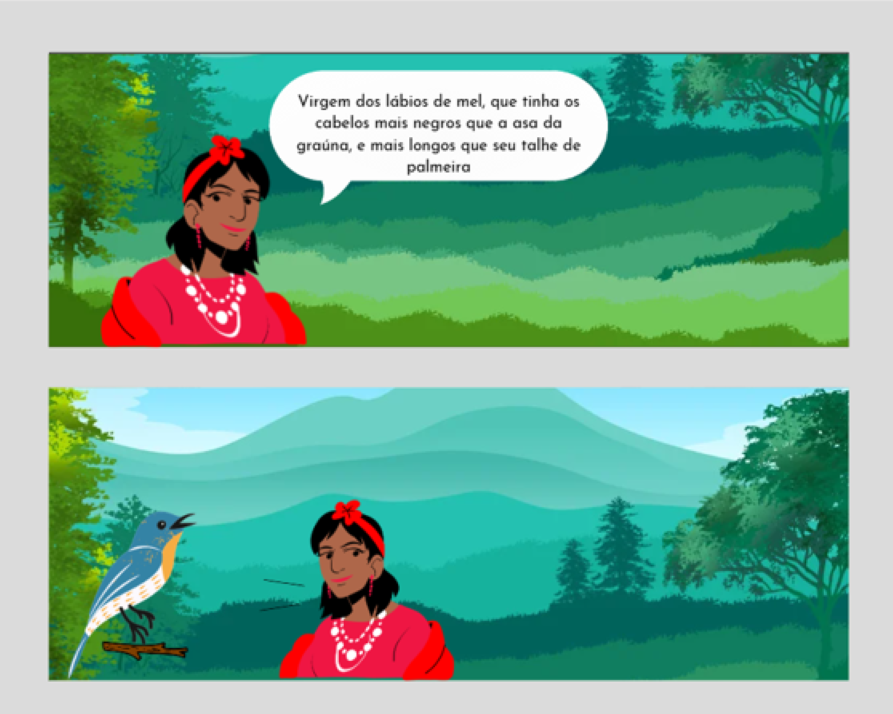 Virgem dos lábios de mel, que tinha os
cabelos mais negros que a asa da
graúna, e mais longos que seu talhe de
palmeira